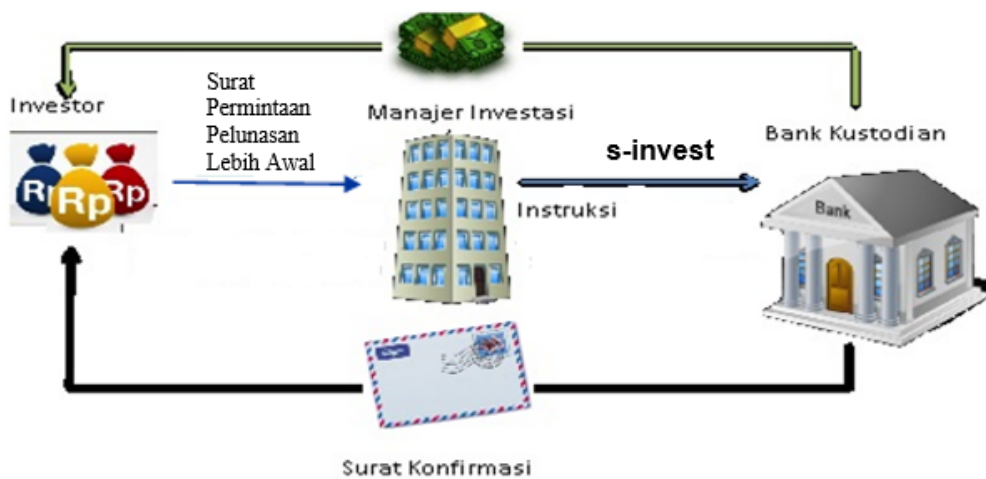 Investor
Surat
Permintaan
Pelunasan
Lebih Awal
Manajer Investasi
s-invest
Instruksi
Bank Kustodian
Rp
Rp
Rp
Bank
Surat Konfirmasi